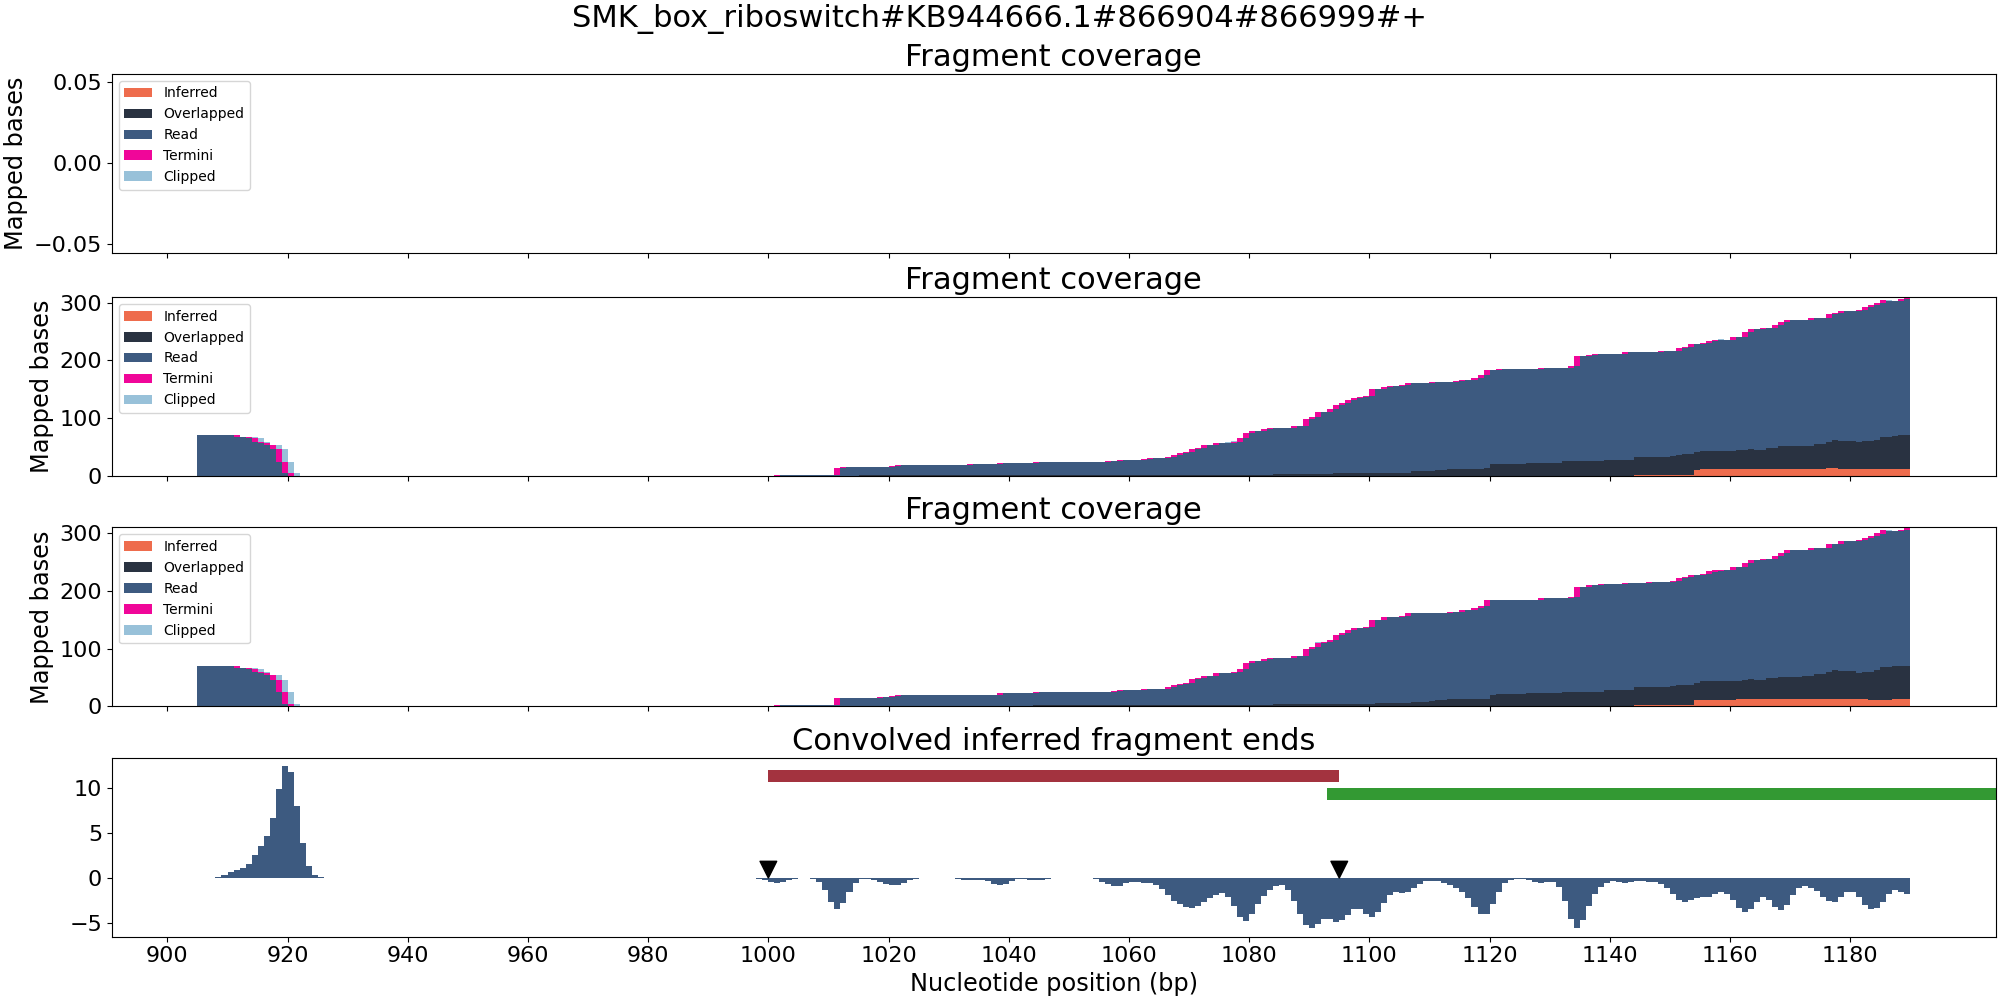 SMK_box_riboswitch#KB944666.1#866904#866999#+
Fragment coverage
Mapped bases
0.05
0.00
−0.05
Inferred
Overlapped
Read
Termini
Clipped
Fragment coverage
Mapped bases
300
200
100
0
Inferred
Overlapped
Read
Termini
Clipped
Fragment coverage
Mapped bases
300
200
100
0
Inferred
Overlapped
Read
Termini
Clipped
Convolved inferred fragment ends
10
5
0
−5
900 920 940 960 980 1000 1020 1040 1060 1080 1100 1120 1140 1160 1180
Nucleotide position (bp)